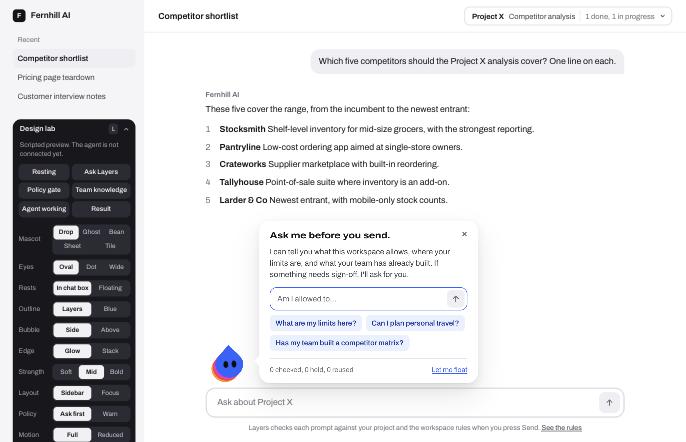 Fernhill AI
Recent
Competitor shortlist
Pricing page teardown
Customer interview notes
Design lab L
Scripted preview. The agent is not
connected yet.
Resting Ask Layers
Policy gate Team knowledge
Agent working Result
Mascot Drop Ghost Bean
Sheet Tile
Eyes Oval Dot Wide
Rests In chat box Floating
Outline Layers Blue
Bubble Side Above
Edge Glow Stack
Strength Soft Mid Bold
Layout Sidebar Focus
Policy Ask first Warn
Motion Full Reduced
Competitor shortlist
Project X Competitor analysis 1 done, 1 in progress
Which five competitors should the Project X analysis cover? One line on each.
Fernhill AI
These five cover the range, from the incumbent to the newest entrant:
1 Stocksmith Shelf-level inventory for mid-size grocers, with the strongest reporting.
2 Pantryline Low-cost ordering app aimed at single-store owners.
3 Crateworks Supplier marketplace with built-in reordering.
4 Tallyhouse Point-of-sale suite where inventory is an add-on.
5 Larder & Co Newest entrant, with mobile-only stock counts.
Ask me before you send.
I can tell you what this workspace allows, where your
limits are, and what your team has already built. If
something needs sign-off, I'll ask for you.
Am I allowed to...
What are my limits here? Can I plan personal travel?
Has my team built a competitor matrix?
0 checked, 0 held, 0 reused Let me float
Ask about Project X
Layers checks each prompt against your project and the workspace rules when you press Send. See the rules